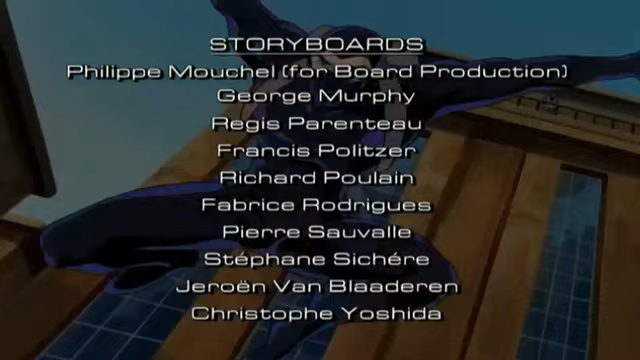 STORYBOARDS
Philippe Mouchel (for Board Production)
George Murphy
Regis Parenteau
Francis Politzer
Richard Poulain
Fabrice Rodrigues
Pierre Sauvalle
Stéphane Sichére
Jeroën Van Blaaderen
Christophe Yoshida